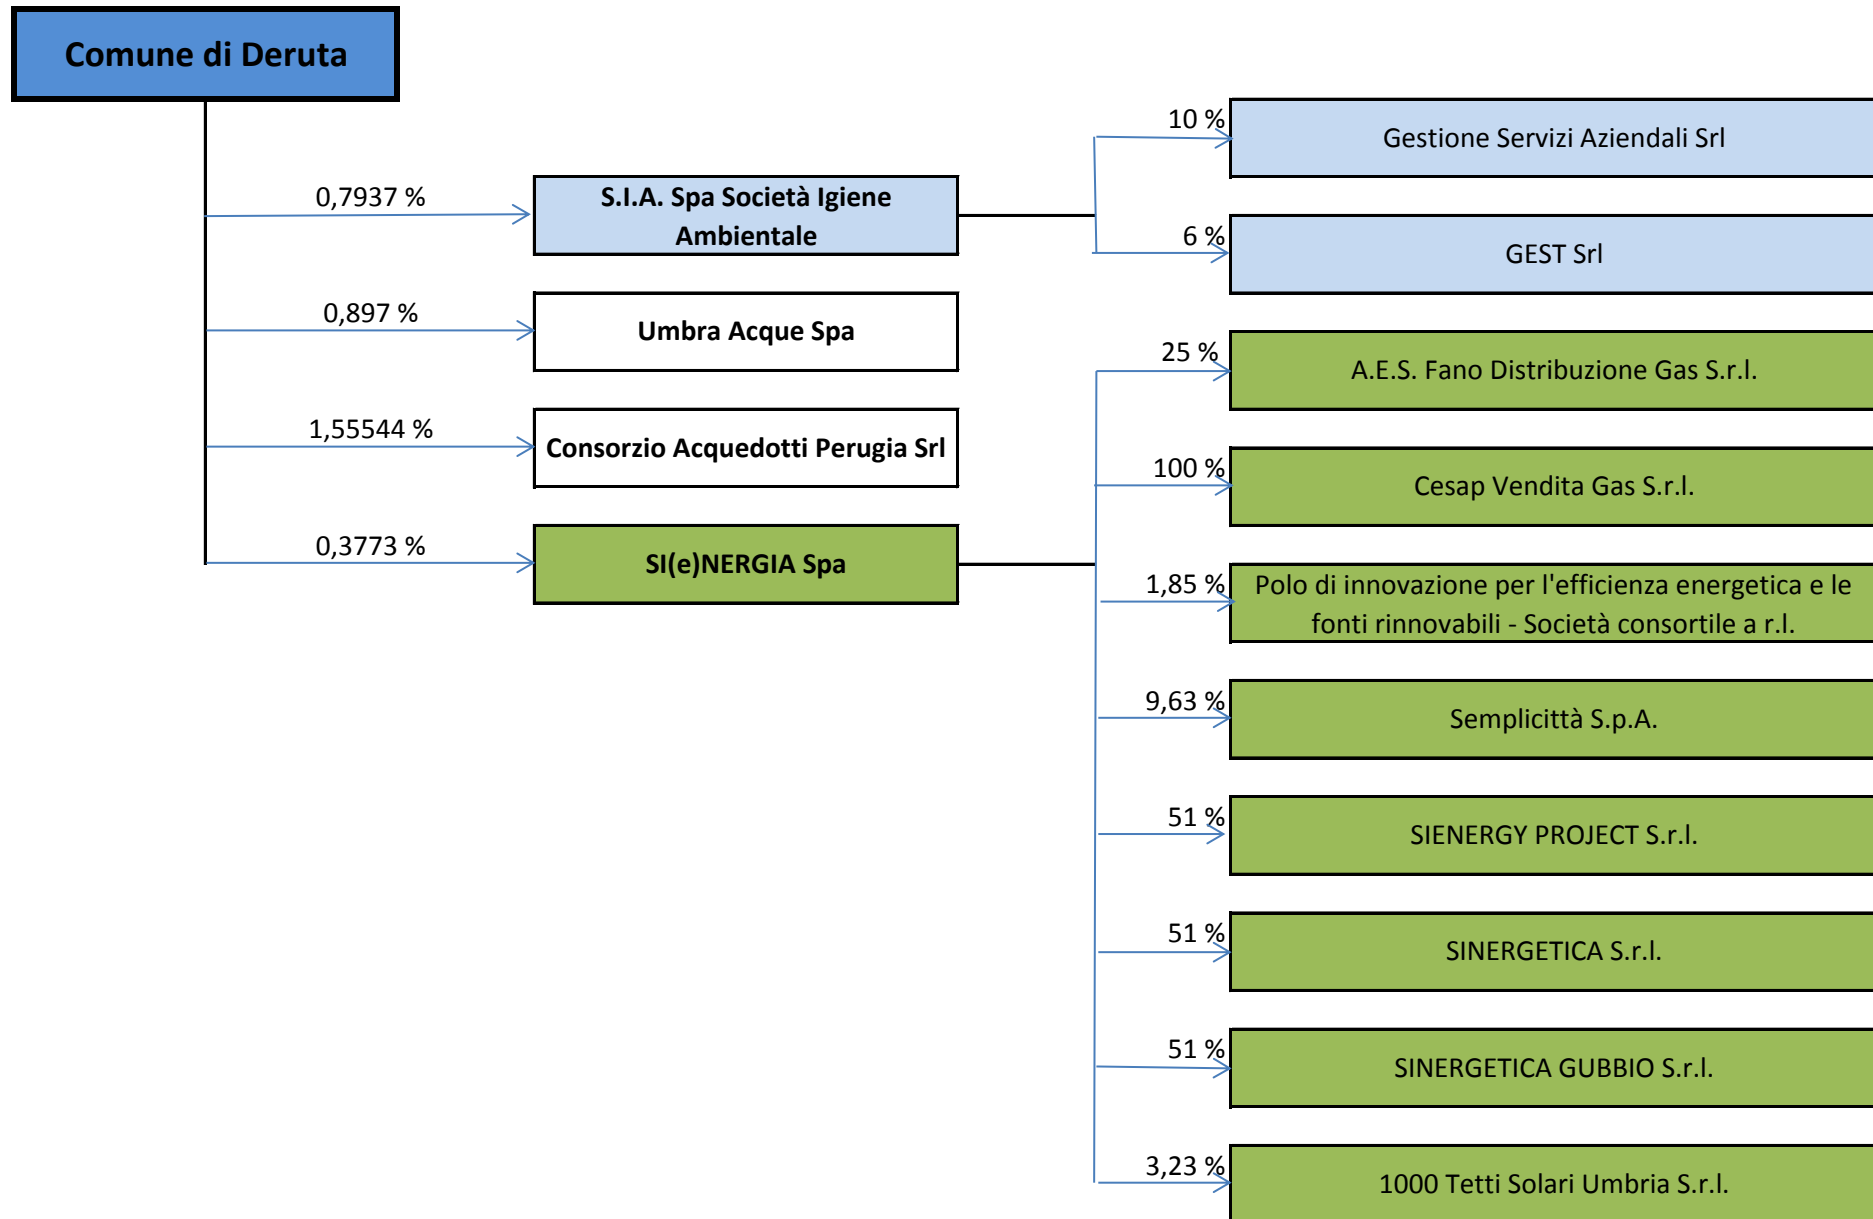 Comune di Deruta
0,7937 %
S.I.A. Spa Società Igiene
Ambientale
0,897 %
Umbra Acque Spa
1,55544 %
Consorzio Acquedotti Perugia Srl
0,3773 %
SI(e)NERGIA Spa
10 %
Gestione Servizi Aziendali Srl
6 %
GEST Srl
25 %
A.E.S. Fano Distribuzione Gas S.r.l.
100 %
Cesap Vendita Gas S.r.l.
1,85 %
Polo di innovazione per l'efficienza energetica e le
fonti rinnovabili - Società consortile a r.l.
9,63 %
Semplicittà S.p.A.
51 %
SIENERGY PROJECT S.r.l.
51 %
SINERGETICA S.r.l.
51 %
SINERGETICA GUBBIO S.r.l.
3,23 %
1000 Tetti Solari Umbria S.r.l.